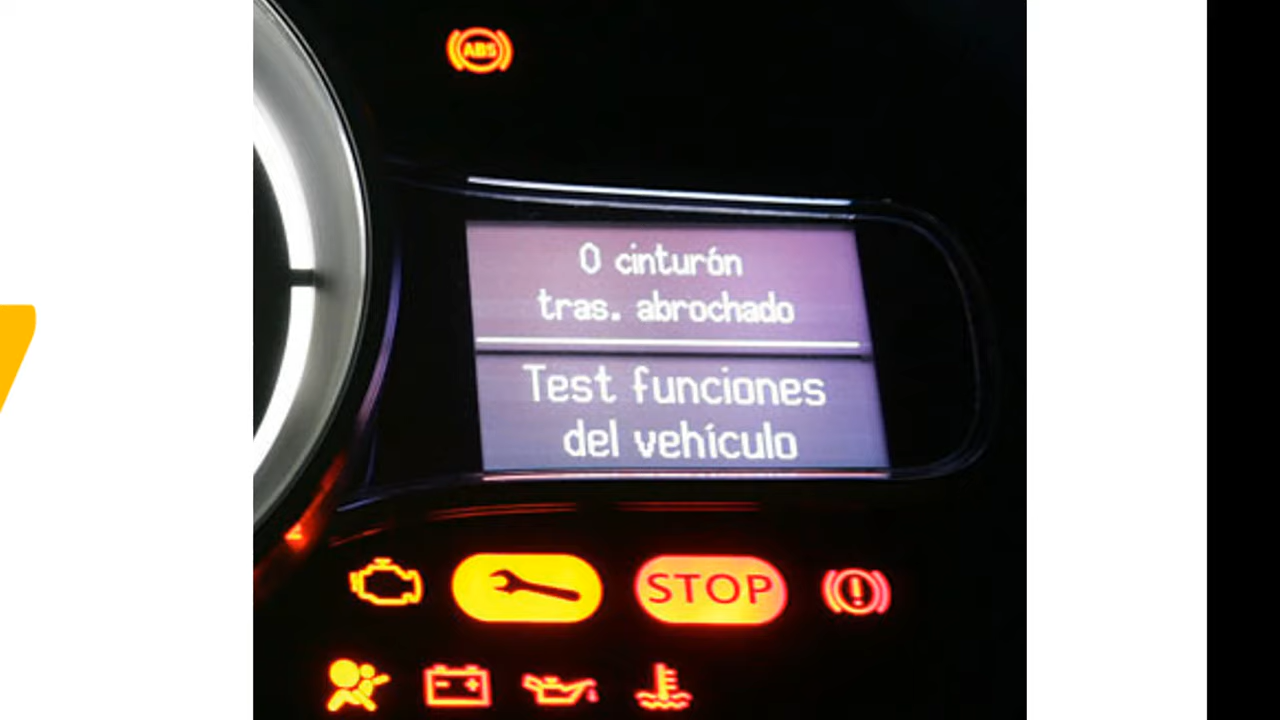 ABS
0 cinturón
tras. abrochado
Test funciones
del vehículo
STOP